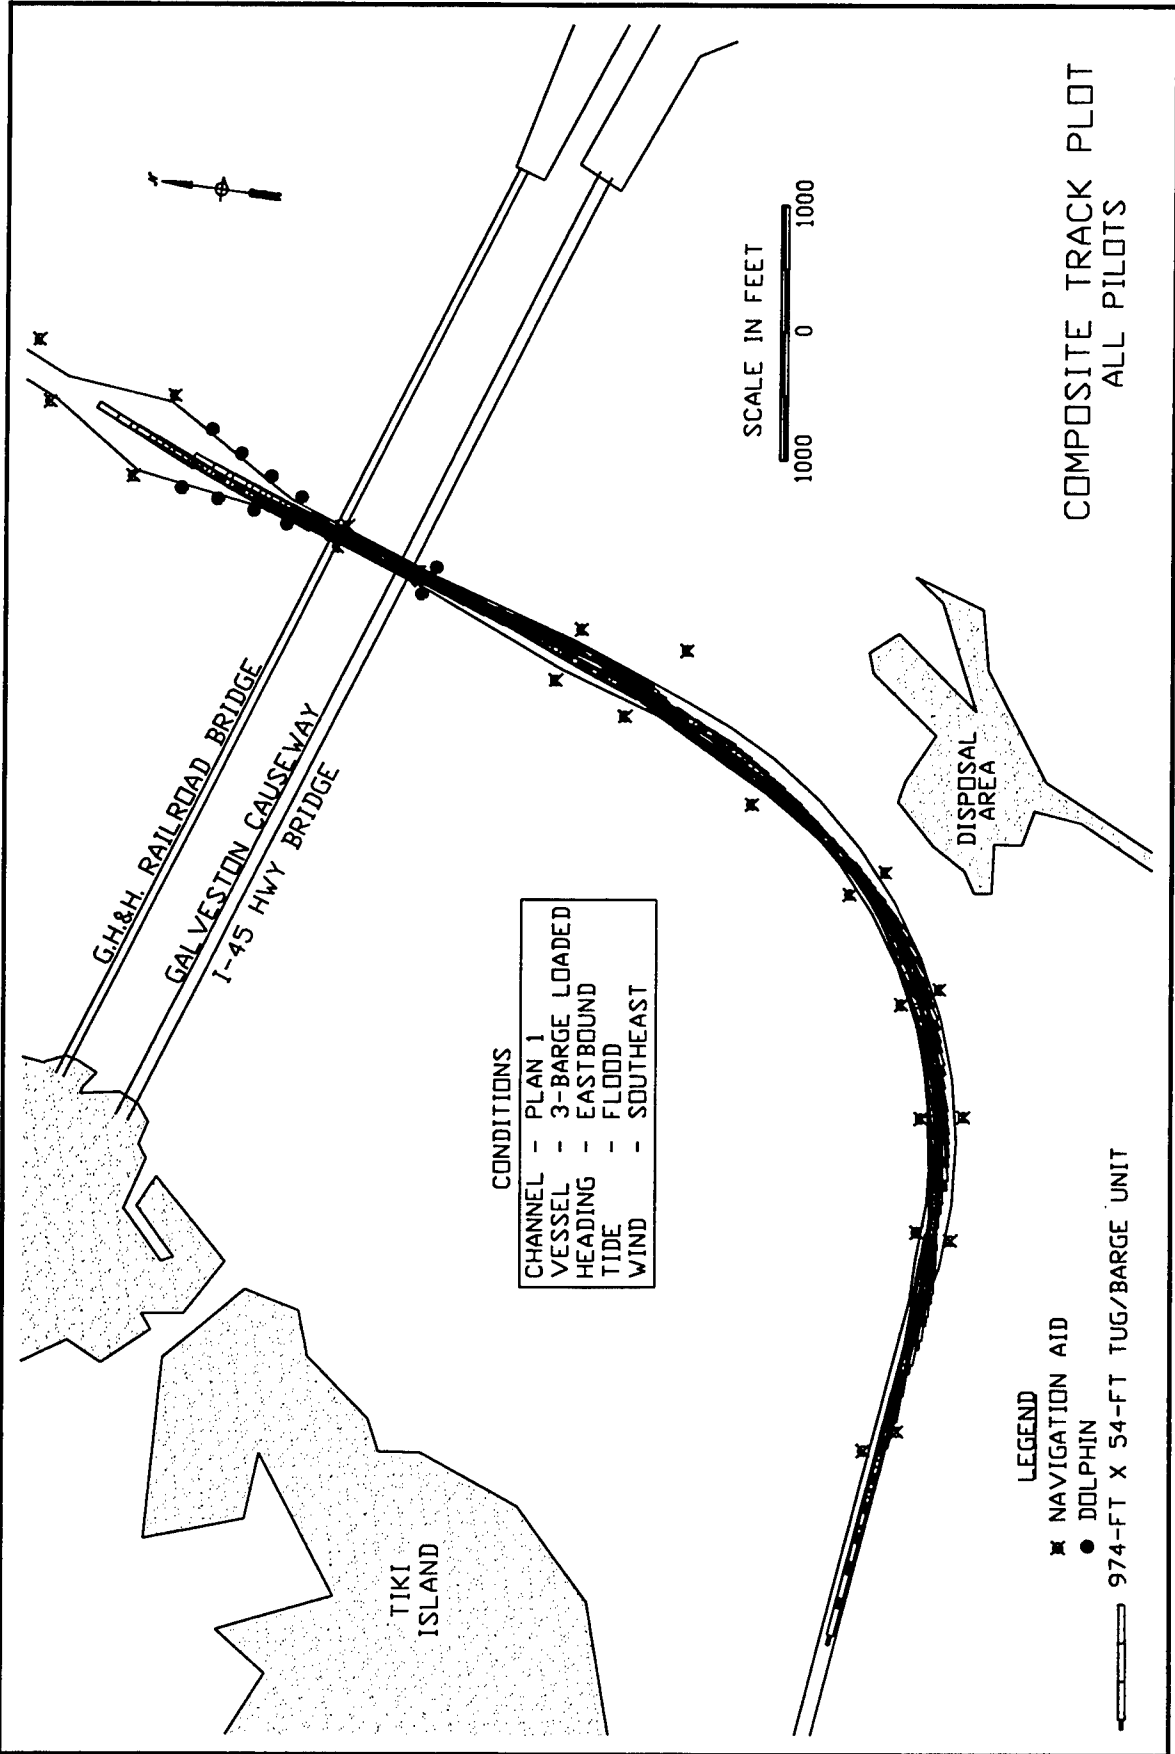 N
G.H.&H. RAILROAD BRIDGE
GALVESTON CAUSEWAY
I-45 HWY BRIDGE
TIKI
ISLAND
CONDITIONS
CHANNEL - PLAN 1
VESSEL - 3-BARGE LOADED
HEADING - EASTBOUND
TIDE - FLOOD
WIND - SOUTHEAST
SCALE IN FEET
1000 0 1000
DISPOSAL
AREA
LEGEND
NAVIGATION AID
DOLPHIN
974-FT X 54-FT TUG/BARGE UNIT
COMPOSITE TRACK PLOT
ALL PILOTS